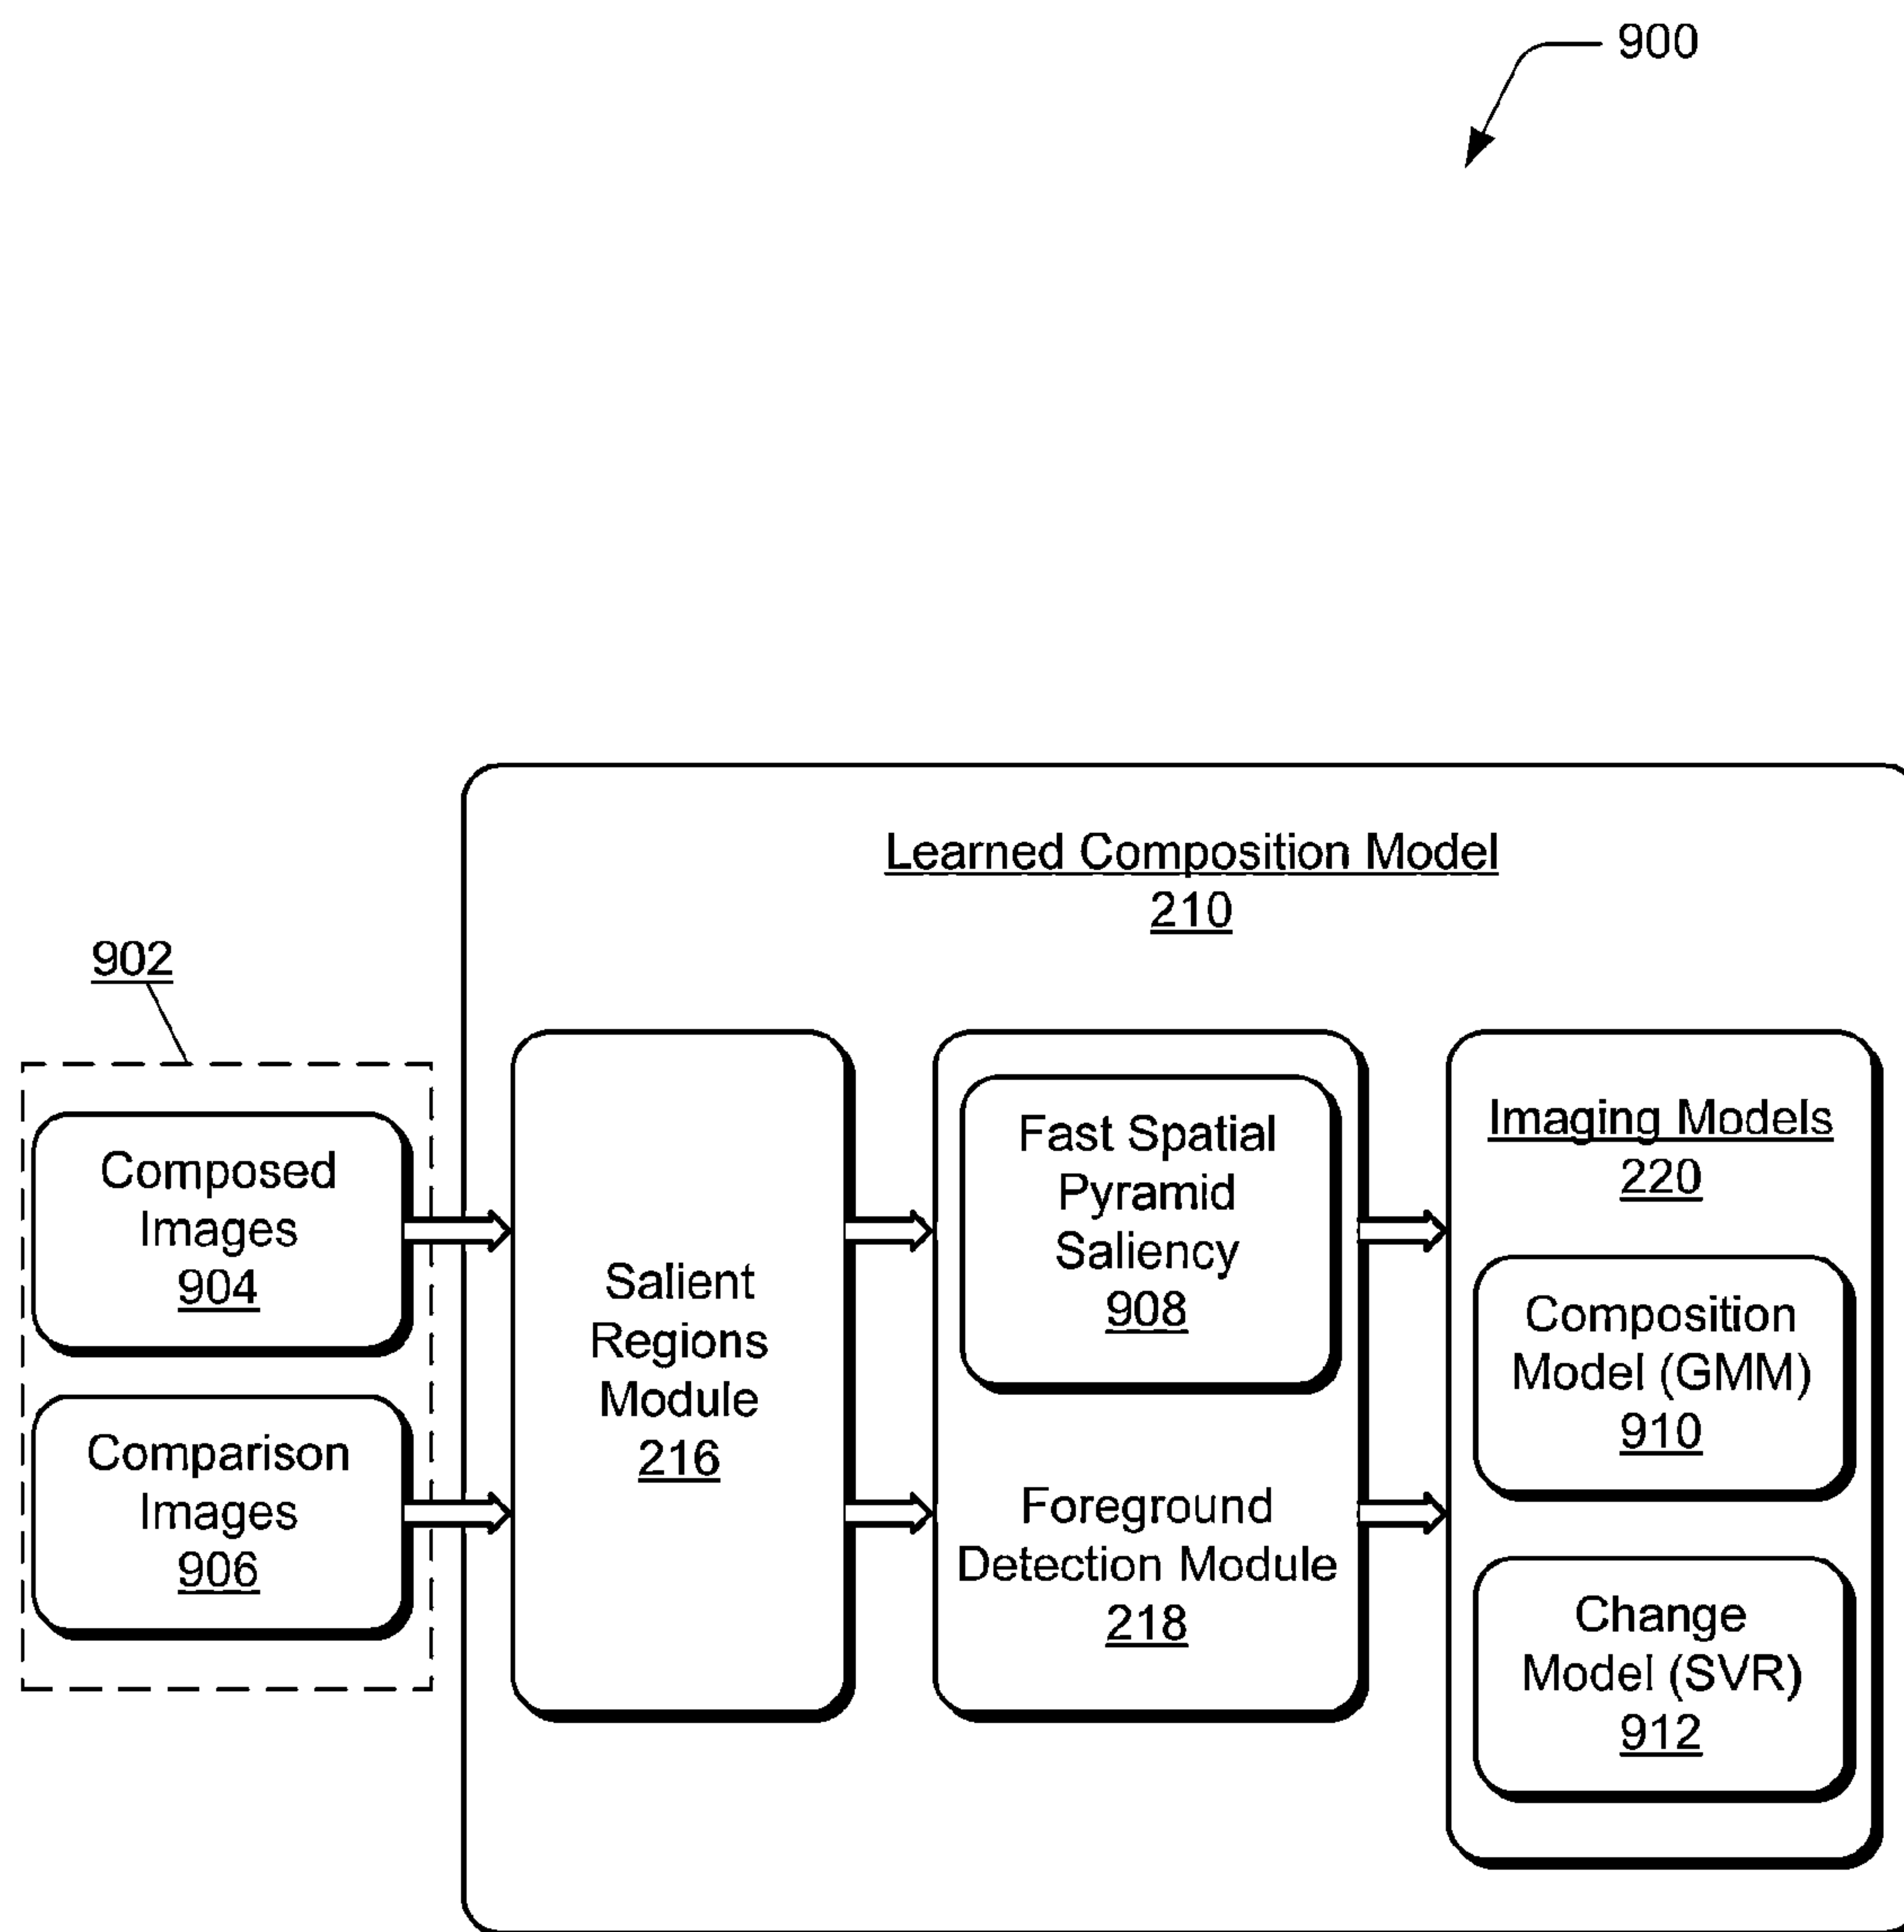 900
Learned Composition Model
210
902
Composed
Images
904
Comparison
Images
906
Salient
Regions
Module
216
Fast Spatial
Pyramid
Saliency
908
Foreground
Detection Module
218
Imaging Models
220
Composition
Model (GMM)
910
Change
Model (SVR)
912